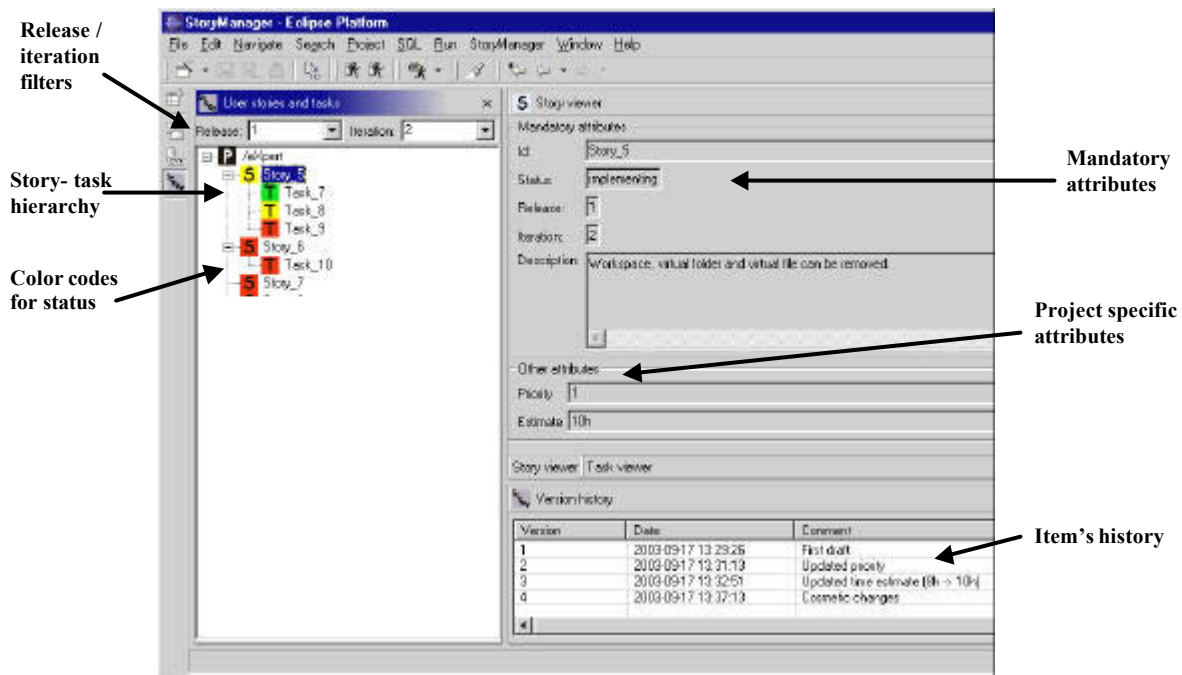 Release /
iteration
filters
Story- task
hierarchy
Color codes
for status
StoryManager - Eclipse Platform
File Edit Navigate Search Project SQL Run StoryManager Window Help
User stories and tasks
Release: 1 Iteration: 2
P /eXpert
5 Story_5
T Task_7
T Task_8
T Task_9
5 Story_6
T Task_10
5 Story_7
5 Story viewer
Mandatory attributes
Id: Story_5
Status: implementing
Release: 1
Iteration: 2
Description: Workspace, virtual folder and virtual file can be removed.
Other attributes
Priority 1
Estimate 10h
Story viewer Task viewer
Version history
Version Date Comment
1 2003-09-17 13:29:26 First draft
2 2003-09-17 13:31:13 Updated priority
3 2003-09-17 13:32:51 Updated time estimate (8h -> 10h)
4 2003-09-17 13:37:13 Cosmetic changes
Mandatory
attributes
Project specific
attributes
Item's history